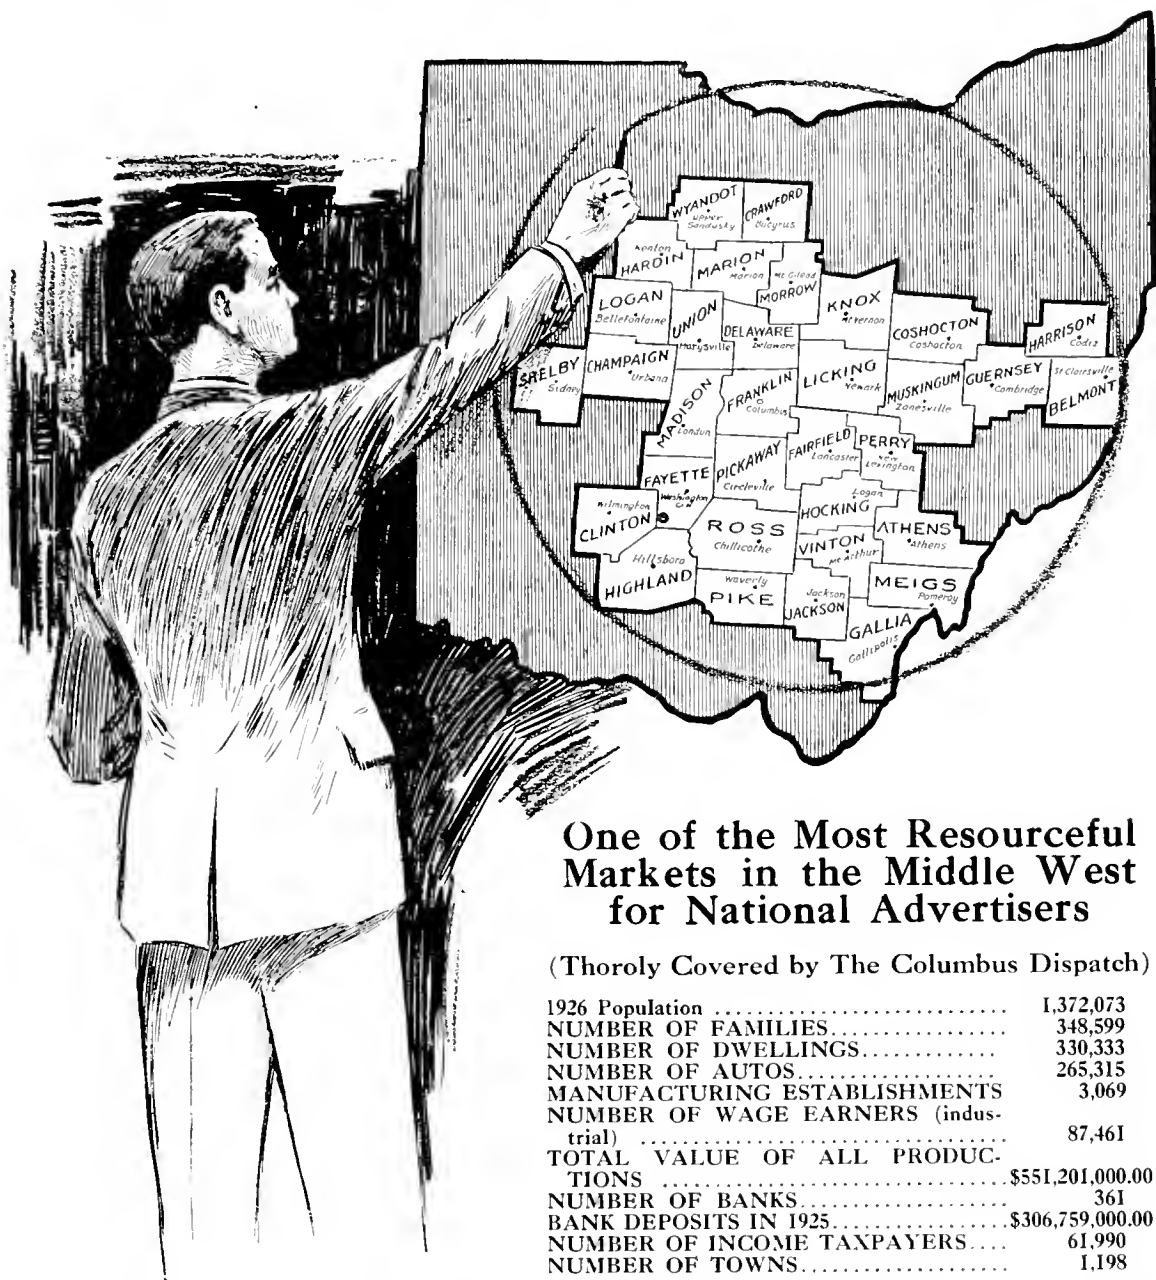 WYANDOT
Upper
Sandusky
CRAWFORD
Bucyrus
Kenton
HARDIN
MARION
Marion
Mt Gilead
MORROW
LOGAN
Bellefontaine
UNION
Marysville
DELAWARE
Delaware
KNOX
Mt Vernon
COSHOCTON
Coshocton
HARRISON
Cadiz
SHELBY
Sidney
CHAMPAIGN
Urbana
MADISON
London
FRANKLIN
Columbus
LICKING
Newark
MUSKINGUM
Zanesville
GUERNSEY
Cambridge
St Clairsville
BELMONT
FAYETTE
Washington
C.H.
PICKAWAY
Circleville
FAIRFIELD
Lancaster
PERRY
New
Lexington
Wilmington
CLINTON
ROSS
Chillicothe
Logan
HOCKING
ATHENS
Athens
VINTON
McArthur
Hillsboro
HIGHLAND
Waverly
PIKE
Jackson
JACKSON
MEIGS
Pomeroy
GALLIA
Gallipolis
One of the Most Resourceful
Markets in the Middle West
for National Advertisers
(Thoroly Covered by The Columbus Dispatch)
1926 Population ............................ 1,372,073
NUMBER OF FAMILIES................. 348,599
NUMBER OF DWELLINGS............. 330,333
NUMBER OF AUTOS................... 265,315
MANUFACTURING ESTABLISHMENTS 3,069
NUMBER OF WAGE EARNERS (indus-
trial) ................................... 87,461
TOTAL VALUE OF ALL PRODUC-
TIONS .................................$551,201,000.00
NUMBER OF BANKS.................... 361
BANK DEPOSITS IN 1925.................$306,759,000.00
NUMBER OF INCOME TAXPAYERS.... 61,990
NUMBER OF TOWNS.................... 1,198